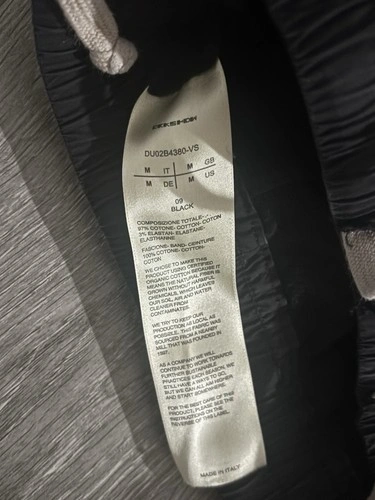 DU02B4380-VS
M IT M GB
M DE M US
09
BLACK
COMPOSIZIONE TOTALE-
97% COTONE- COTTON- COTON
3% ELASTAN- ELASTANE-
ELASTHANNE
FASCIONE- BAND- CEINTURE
100% COTONE- COTTON-
COTON
WE CHOSE TO MAKE THIS
PRODUCT USING CERTIFIED
ORGANIC COTTON BECAUSE IT
MEANS THE NATURAL FIBER IS
GROWN WITHOUT HARMFUL
CHEMICALS, WHICH LEAVES
OUR SOIL, AIR, AND WATER
CLEANER FROM
CONTAMINATES.
WE TRY TO KEEP OUR
PRODUCTION AS LOCAL AS
POSSIBLE, THIS FABRIC WAS
SOURCED FROM A NEARBY
MILL THAT WAS FOUNDED IN
1997.
AS A COMPANY WE WILL
CONTINUE TO WORK TOWARDS
FURTHER SUSTAINABLE
PRACTICES EACH SEASON, WE
STILL HAVE A WAYS TO GO,
BUT WE CAN ALL AIM HIGHER
AND START SOMEWHERE.
FOR THE BEST CARE OF THIS
PRODUCT, PLEASE SEE THE
INSTRUCTIONS ON THE
REVERSE OF THIS LABEL.
MADE IN ITALY